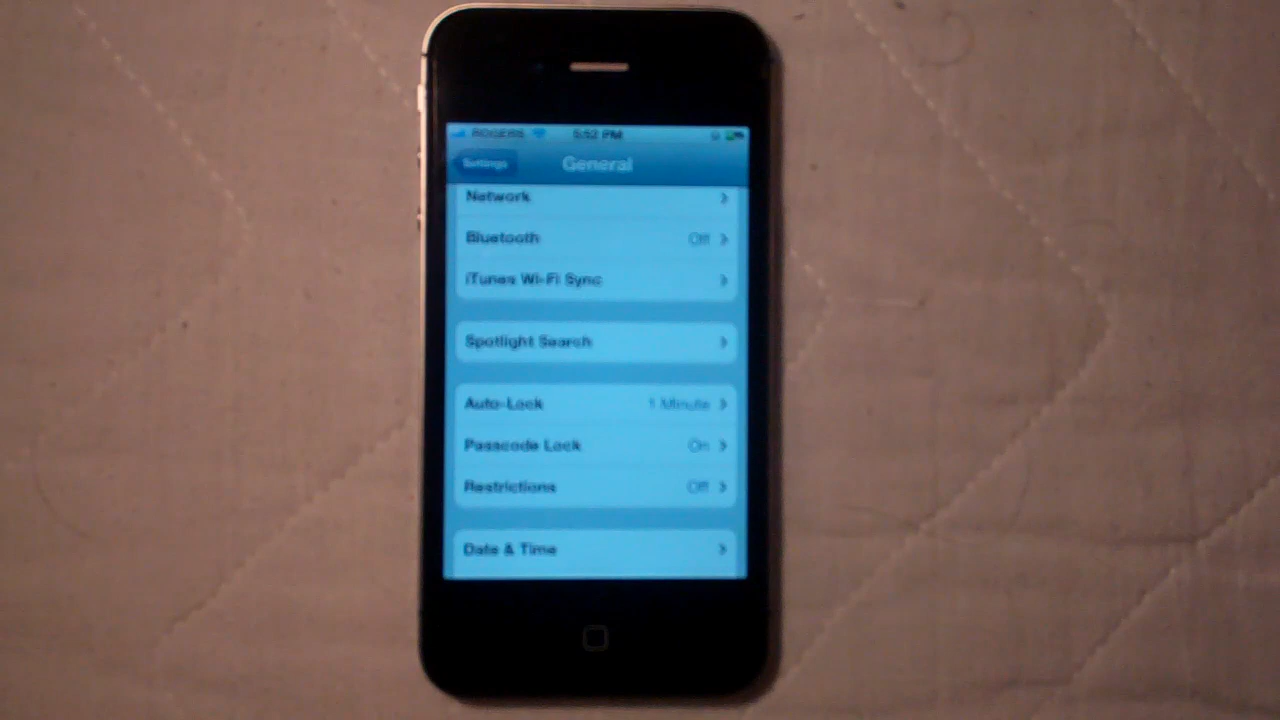 ROGERS 5:52 PM
Settings General
Network
Bluetooth Off
iTunes Wi-Fi Sync
Spotlight Search
Auto-Lock 1 Minute
Passcode Lock On
Restrictions Off
Date & Time